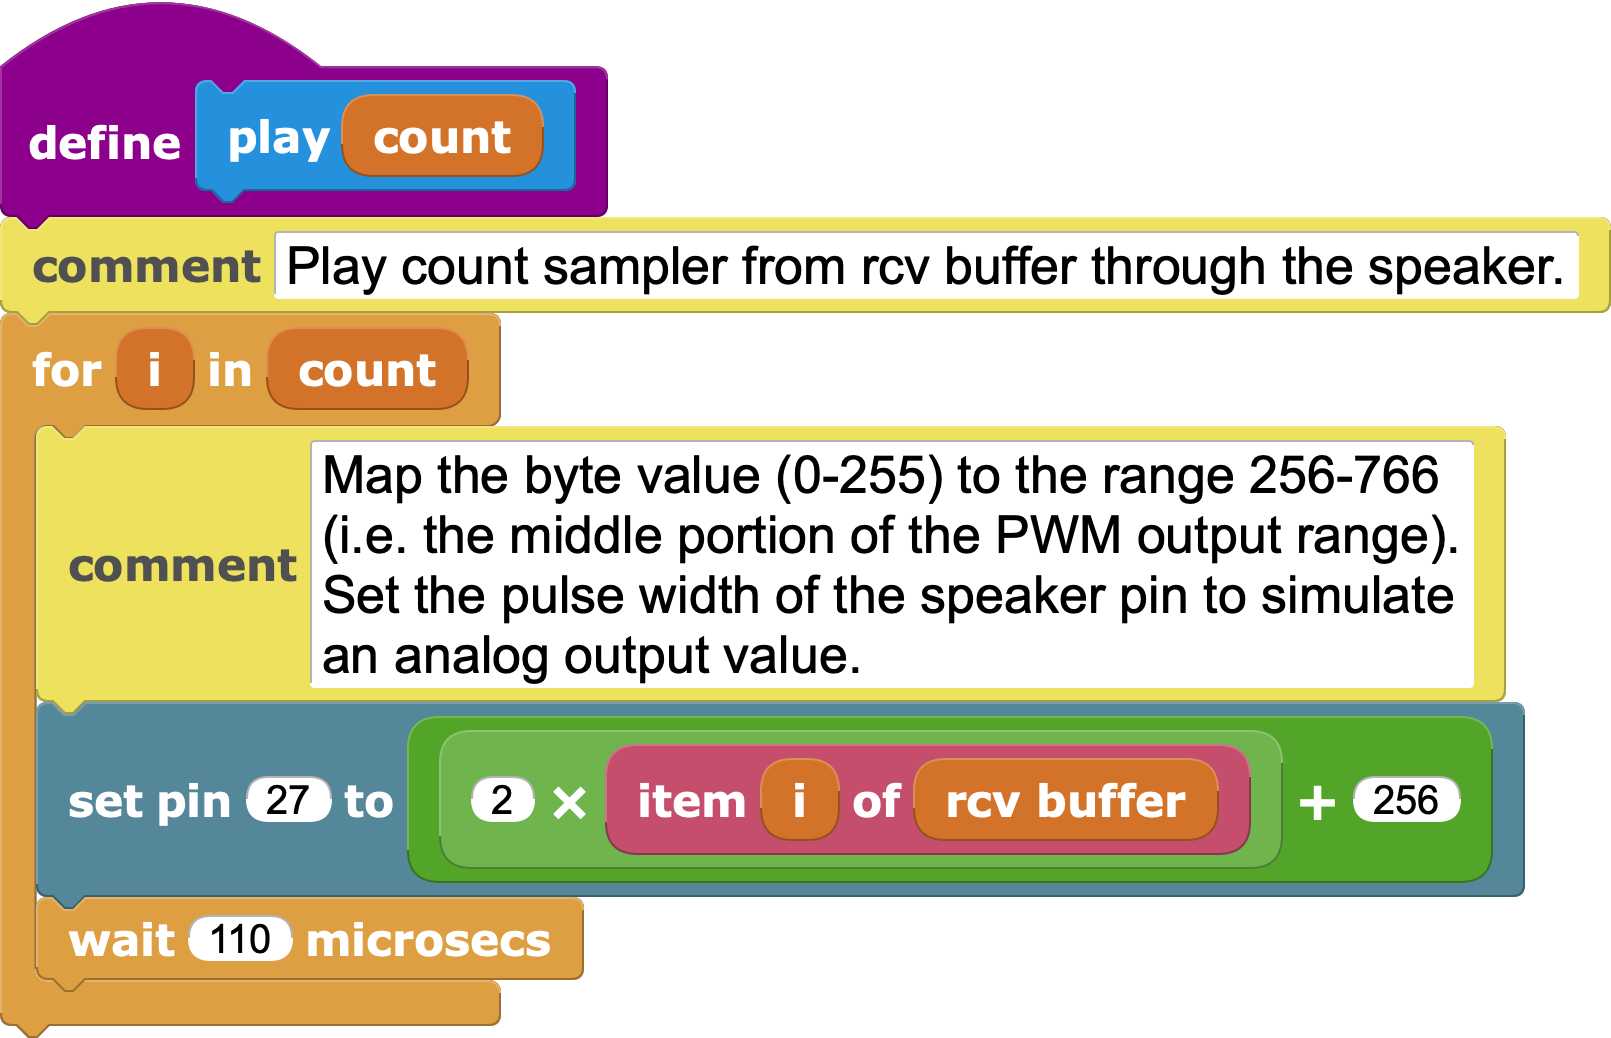 define play count
comment Play count sampler from rcv buffer through the speaker.
for i in count
comment Map the byte value (0-255) to the range 256-766
(i.e. the middle portion of the PWM output range).
Set the pulse width of the speaker pin to simulate
an analog output value.
set pin 27 to 2 × item i of rcv buffer + 256
wait 110 microsecs